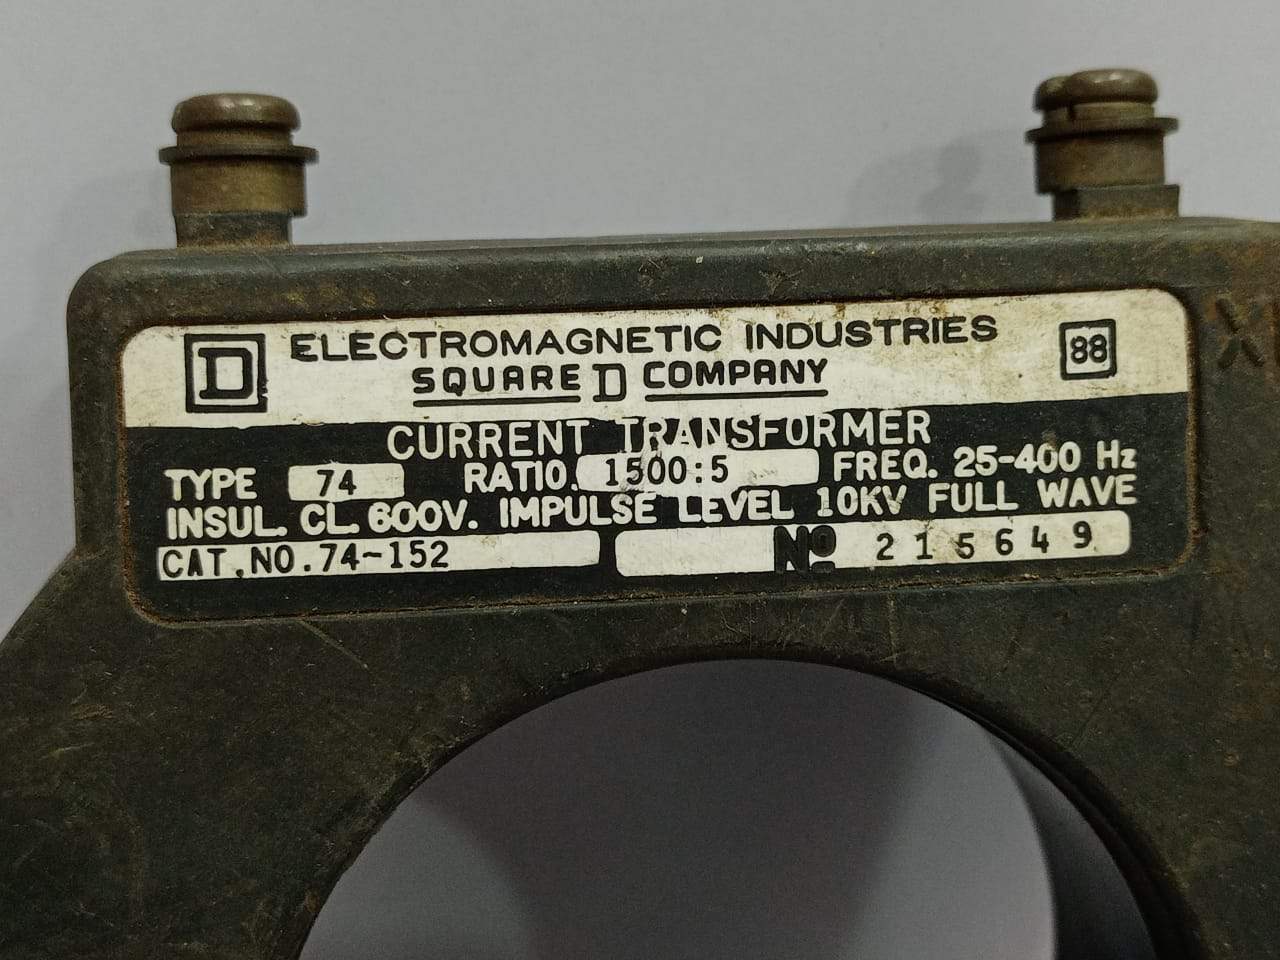 D ELECTROMAGNETIC INDUSTRIES 88
SQUARE D COMPANY
CURRENT TRANSFORMER
TYPE 74 RATIO. 1500:5 FREQ. 25-400 Hz
INSUL. CL. 600V. IMPULSE LEVEL 10KV FULL WAVE
CAT.NO.74-152 No 215649
X